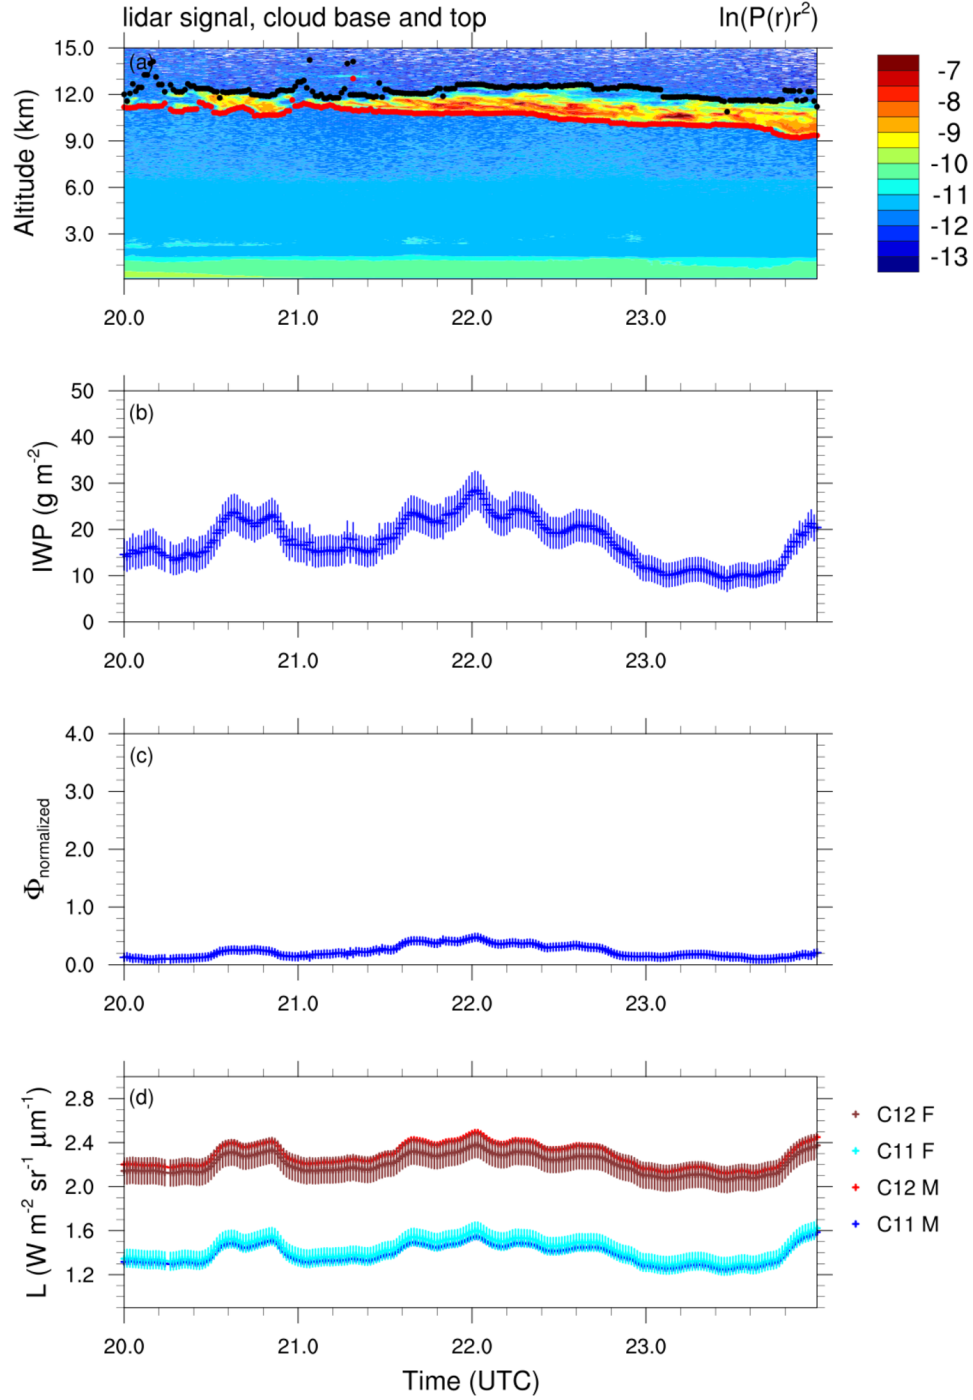 lidar signal, cloud base and top ln(P(r)r²)
(a)
Altitude (km)
15.0
12.0
9.0
6.0
3.0
20.0 21.0 22.0 23.0
-7
-8
-9
-10
-11
-12
-13
(b)
IWP (g m⁻²)
50
40
30
20
10
0
20.0 21.0 22.0 23.0
(c)
Φnormalized
4.0
3.0
2.0
1.0
0.0
20.0 21.0 22.0 23.0
(d)
L (W m⁻² sr⁻¹ μm⁻¹)
2.8
2.4
2.0
1.6
1.2
20.0 21.0 22.0 23.0
Time (UTC)
C12 F
C11 F
C12 M
C11 M